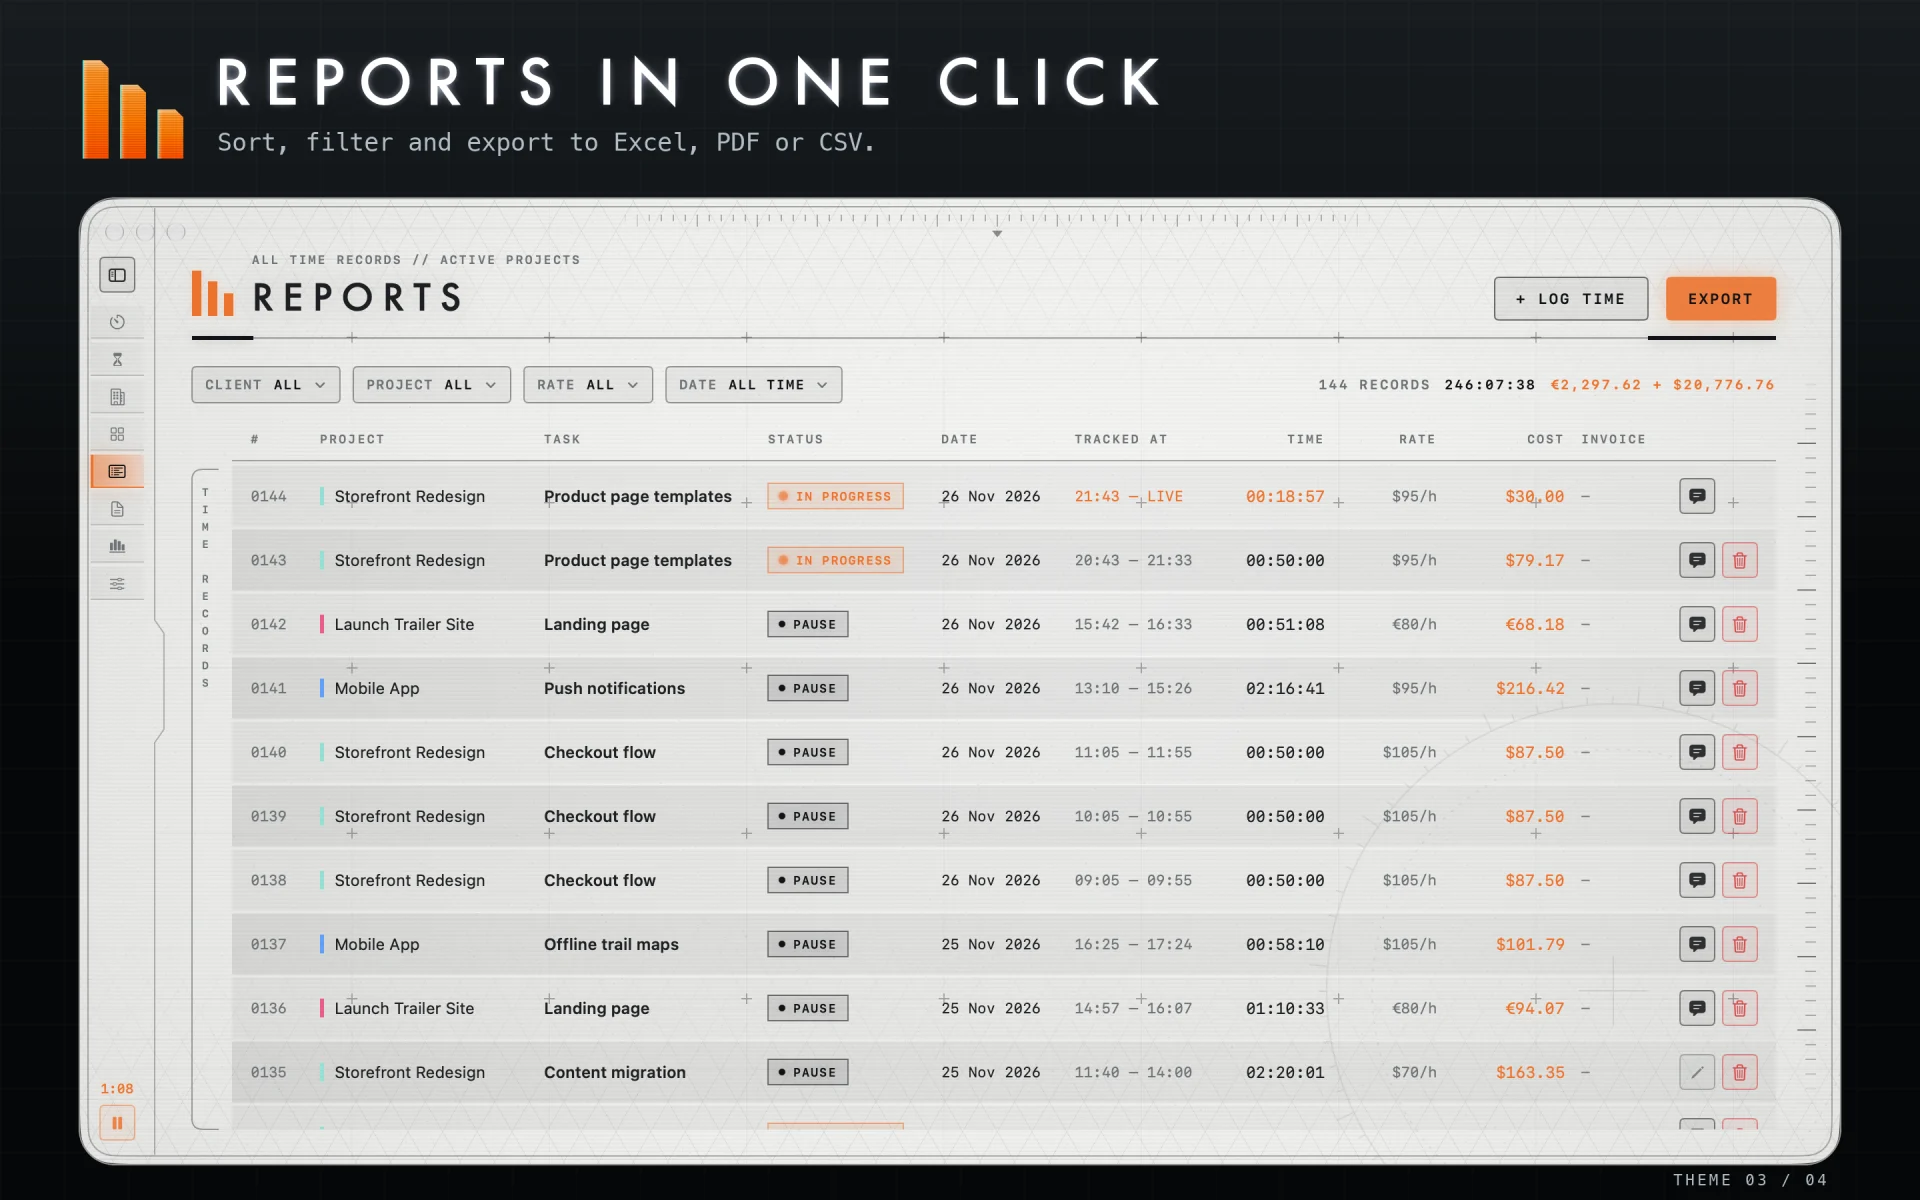 REPORTS IN ONE CLICK
Sort, filter and export to Excel, PDF or CSV.
ALL TIME RECORDS // ACTIVE PROJECTS
REPORTS
+ LOG TIME
EXPORT
CLIENT ALL
PROJECT ALL
RATE ALL
DATE ALL TIME
144 RECORDS 246:07:38 €2,297.62 + $20,776.76
# PROJECT TASK STATUS DATE TRACKED AT TIME RATE COST INVOICE
TIME RECORDS
0144 Storefront Redesign Product page templates IN PROGRESS 26 Nov 2026 21:43 – LIVE 00:18:57 $95/h $30.00 –
0143 Storefront Redesign Product page templates IN PROGRESS 26 Nov 2026 20:43 – 21:33 00:50:00 $95/h $79.17 –
0142 Launch Trailer Site Landing page PAUSE 26 Nov 2026 15:42 – 16:33 00:51:08 €80/h €68.18 –
0141 Mobile App Push notifications PAUSE 26 Nov 2026 13:10 – 15:26 02:16:41 $95/h $216.42 –
0140 Storefront Redesign Checkout flow PAUSE 26 Nov 2026 11:05 – 11:55 00:50:00 $105/h $87.50 –
0139 Storefront Redesign Checkout flow PAUSE 26 Nov 2026 10:05 – 10:55 00:50:00 $105/h $87.50 –
0138 Storefront Redesign Checkout flow PAUSE 26 Nov 2026 09:05 – 09:55 00:50:00 $105/h $87.50 –
0137 Mobile App Offline trail maps PAUSE 25 Nov 2026 16:25 – 17:24 00:58:10 $105/h $101.79 –
0136 Launch Trailer Site Landing page PAUSE 25 Nov 2026 14:57 – 16:07 01:10:33 €80/h €94.07 –
0135 Storefront Redesign Content migration PAUSE 25 Nov 2026 11:40 – 14:00 02:20:01 $70/h $163.35 –
1:08
THEME 03 / 04